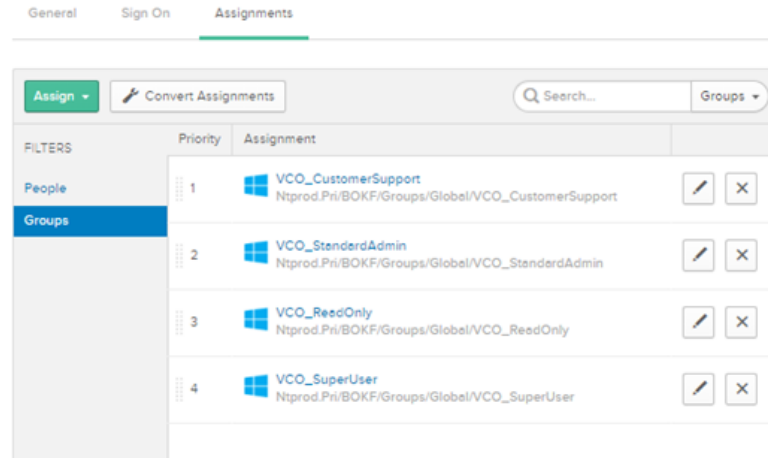 General Sign On Assignments
Assign Convert Assignments Search... Groups
FILTERS Priority Assignment
People
Groups
1 VCO_CustomerSupport
Ntprod.Pri/BOKF/Groups/Global/VCO_CustomerSupport
2 VCO_StandardAdmin
Ntprod.Pri/BOKF/Groups/Global/VCO_StandardAdmin
3 VCO_ReadOnly
Ntprod.Pri/BOKF/Groups/Global/VCO_ReadOnly
4 VCO_SuperUser
Ntprod.Pri/BOKF/Groups/Global/VCO_SuperUser